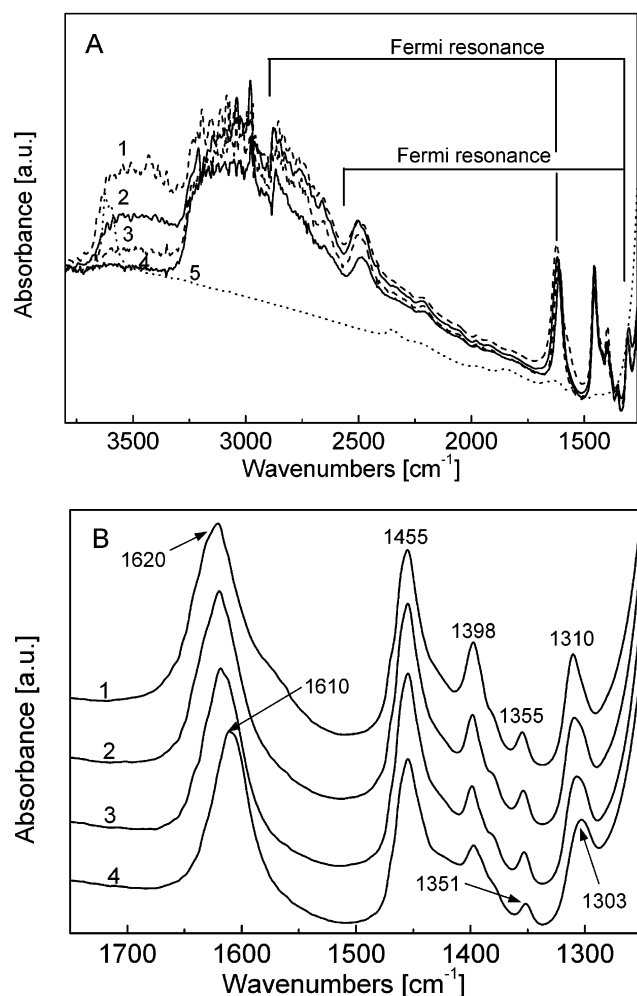 A
Fermi resonance
Fermi resonance
1
2
3
4
5
Absorbance [a.u.]
3500 3000 2500 2000 1500
Wavenumbers [cm⁻¹]
B
1620
1455
1398
1310
1610
1355
1
2
3
4
1351
1303
Absorbance [a.u.]
1700 1600 1500 1400 1300
Wavenumbers [cm⁻¹]